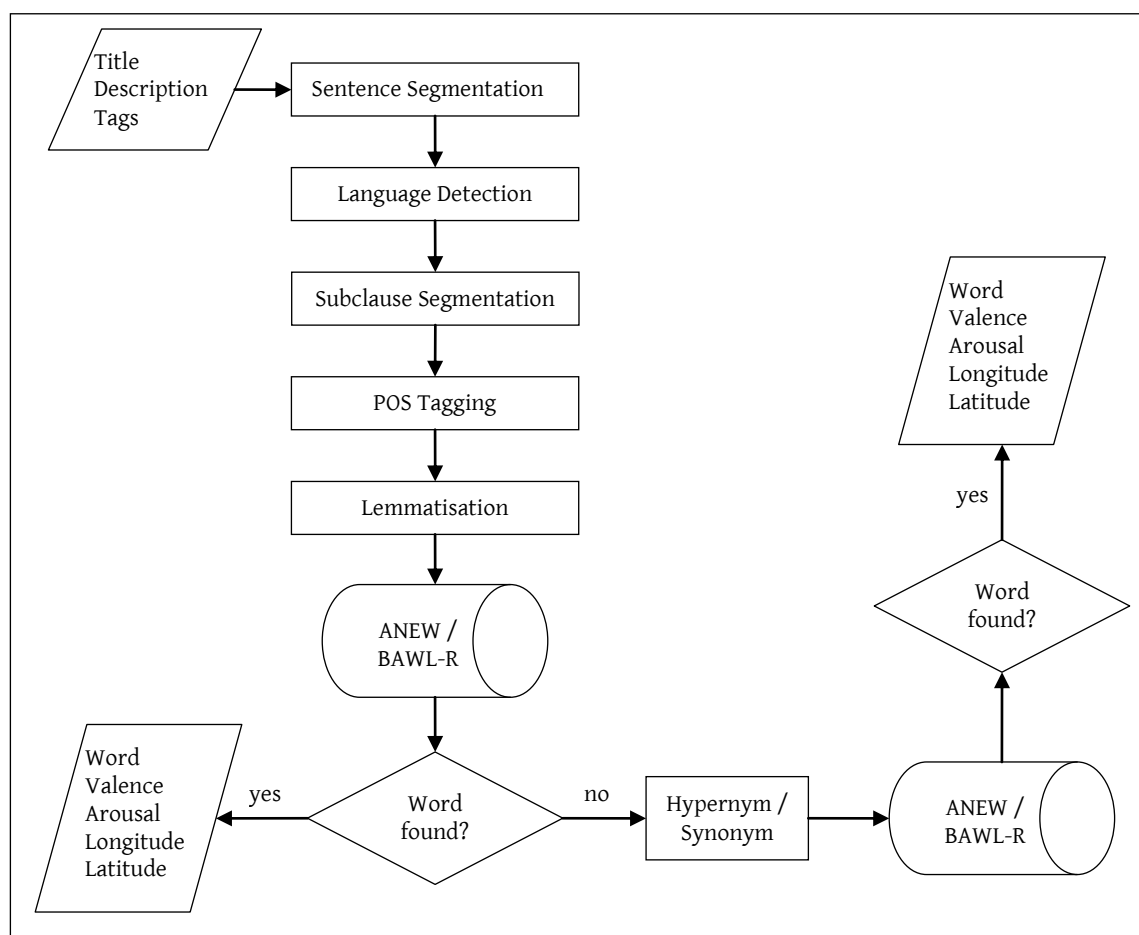 Title
Description
Tags
Sentence Segmentation
Language Detection
Subclause Segmentation
POS Tagging
Lemmatisation
ANEW /
BAWL-R
Word
found?
yes
Word
Valence
Arousal
Longitude
Latitude
no
Hypernym /
Synonym
ANEW /
BAWL-R
Word
found?
yes
Word
Valence
Arousal
Longitude
Latitude